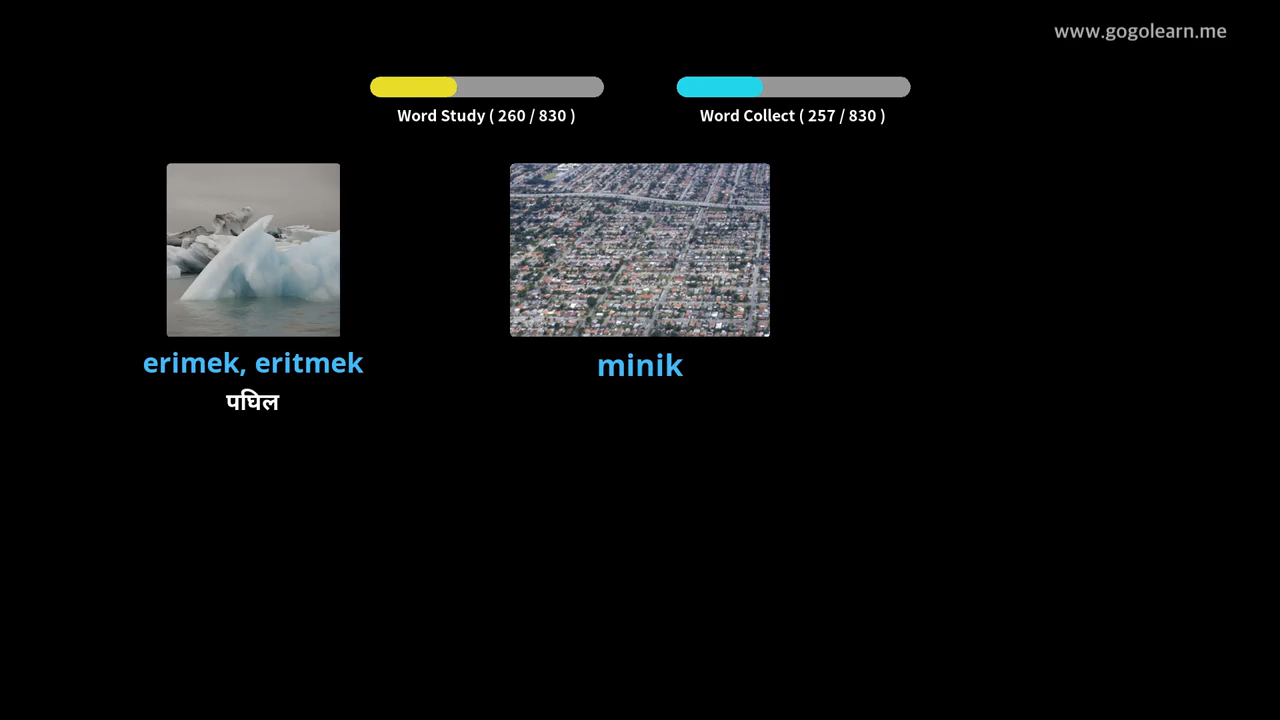 www.gogolearn.me
Word Study ( 260 / 830 )
Word Collect ( 257 / 830 )
erimek, eritmek
पघिल
minik